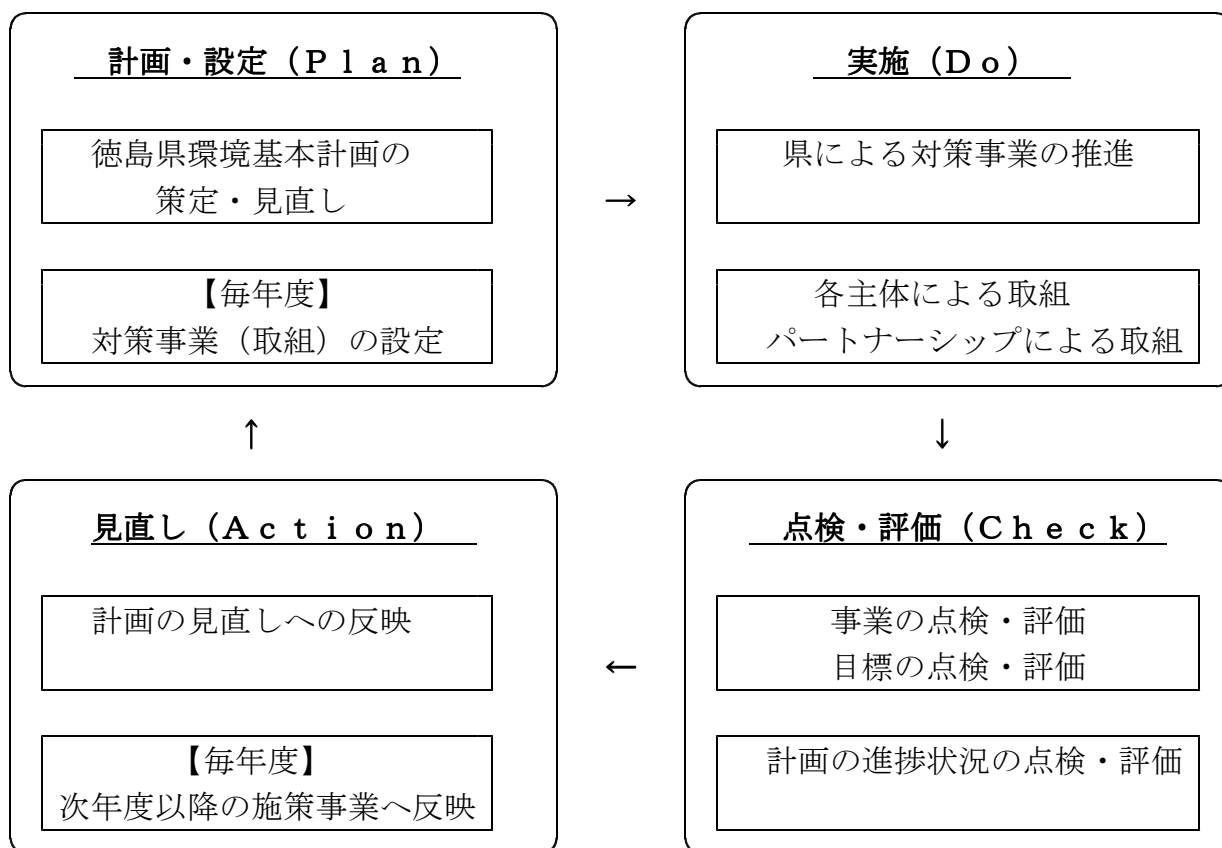 計画・設定（Ｐｌａｎ）
徳島県環境基本計画の
策定・見直し
【毎年度】
対策事業（取組）の設定
→
実施（Ｄｏ）
県による対策事業の推進
各主体による取組
パートナーシップによる取組
↓
点検・評価（Ｃｈｅｃｋ）
事業の点検・評価
目標の点検・評価
計画の進捗状況の点検・評価
←
見直し（Ａｃｔｉｏｎ）
計画の見直しへの反映
【毎年度】
次年度以降の施策事業へ反映
↑